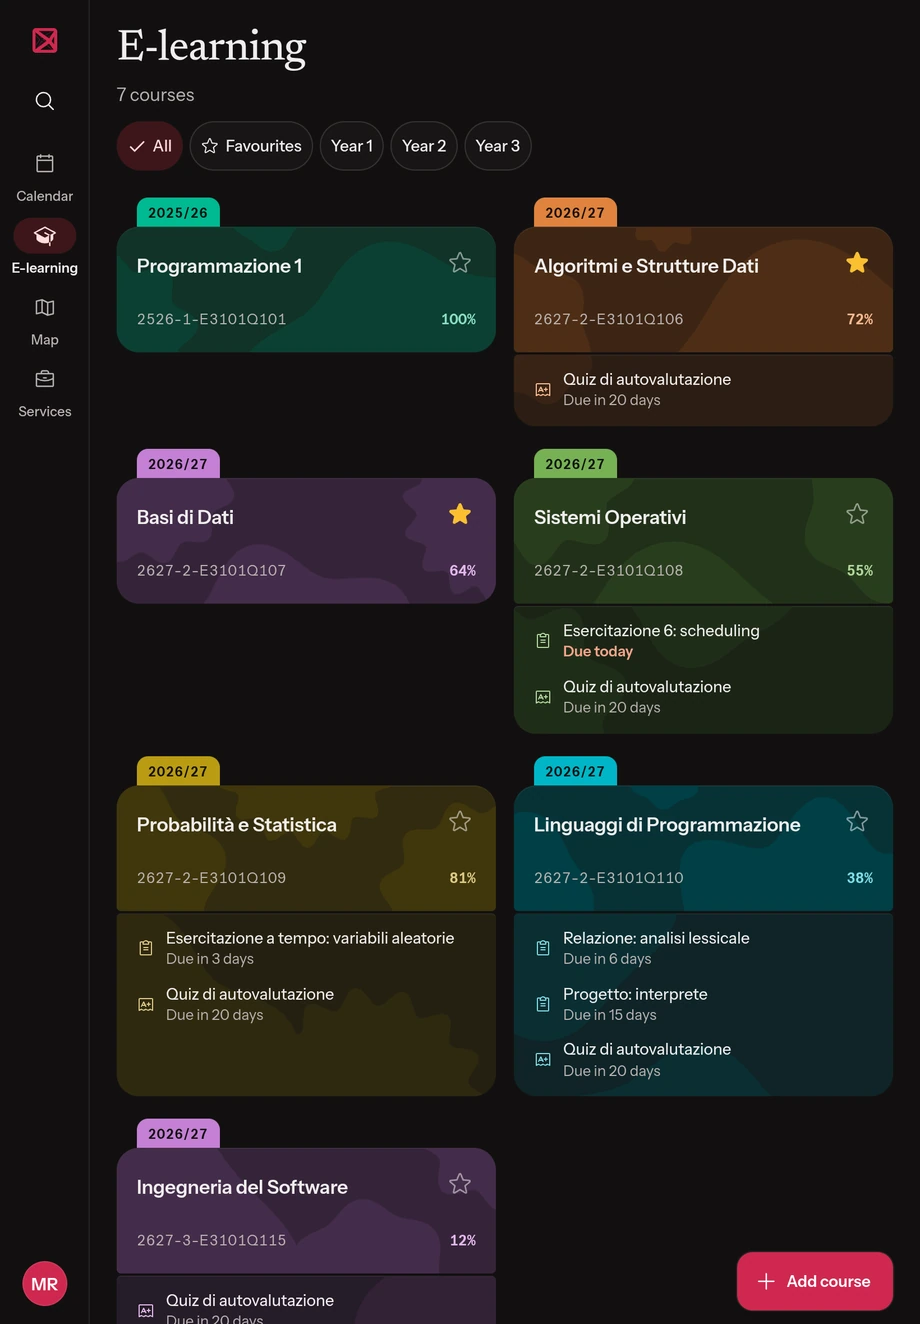 E-learning
7 courses
All
Favourites
Year 1
Year 2
Year 3
Calendar
E-learning
Map
Services
2025/26
Programmazione 1
2526-1-E3101Q101
100%
2026/27
Algoritmi e Strutture Dati
2627-2-E3101Q106
72%
A+
Quiz di autovalutazione
Due in 20 days
2026/27
Basi di Dati
2627-2-E3101Q107
64%
2026/27
Sistemi Operativi
2627-2-E3101Q108
55%
Esercitazione 6: scheduling
Due today
A+
Quiz di autovalutazione
Due in 20 days
2026/27
Probabilità e Statistica
2627-2-E3101Q109
81%
Esercitazione a tempo: variabili aleatorie
Due in 3 days
A+
Quiz di autovalutazione
Due in 20 days
2026/27
Linguaggi di Programmazione
2627-2-E3101Q110
38%
Relazione: analisi lessicale
Due in 6 days
Progetto: interprete
Due in 15 days
A+
Quiz di autovalutazione
Due in 20 days
2026/27
Ingegneria del Software
2627-3-E3101Q115
12%
A+
Quiz di autovalutazione
Due in 20 days
MR
Add course